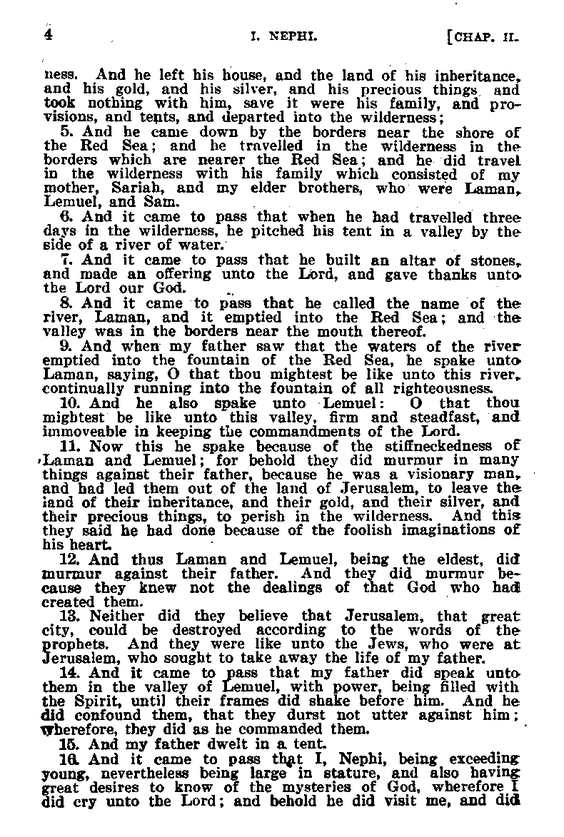 4 I. NEPHI. [CHAP. II.
ness. And he left his house, and the land of his inheritance,
and his gold, and his silver, and his precious things, and
took nothing with him, save it were his family, and pro-
visions, and tents, and departed into the wilderness;
5. And he came down by the borders near the shore of
the Red Sea; and he travelled in the wilderness in the
borders which are nearer the Red Sea; and he did travel
in the wilderness with his family which consisted of my
mother, Sariah, and my elder brothers, who were Laman,
Lemuel, and Sam.
6. And it came to pass that when he had travelled three
days in the wilderness, he pitched his tent in a valley by the
side of a river of water.
7. And it came to pass that he built an altar of stones,
and made an offering unto the Lord, and gave thanks unto
the Lord our God.
8. And it came to pass that he called the name of the
river, Laman, and it emptied into the Red Sea; and the
valley was in the borders near the mouth thereof.
9. And when my father saw that the waters of the river
emptied into the fountain of the Red Sea, he spake unto
Laman, saying, O that thou mightest be like unto this river,
continually running into the fountain of all righteousness.
10. And he also spake unto Lemuel: O that thou
mightest be like unto this valley, firm and steadfast, and
immoveable in keeping the commandments of the Lord.
11. Now this he spake because of the stiffneckedness of
Laman and Lemuel; for behold they did murmur in many
things against their father, because he was a visionary man,
and had led them out of the land of Jerusalem, to leave the
land of their inheritance, and their gold, and their silver, and
their precious things, to perish in the wilderness. And this
they said he had done because of the foolish imaginations of
his heart.
12. And thus Laman and Lemuel, being the eldest, did
murmur against their father. And they did murmur be-
cause they knew not the dealings of that God who had
created them.
13. Neither did they believe that Jerusalem, that great
city, could be destroyed according to the words of the
prophets. And they were like unto the Jews, who were at
Jerusalem, who sought to take away the life of my father.
14. And it came to pass that my father did speak unto
them in the valley of Lemuel, with power, being filled with
the Spirit, until their frames did shake before him. And he
did confound them, that they durst not utter against him;
wherefore, they did as he commanded them.
15. And my father dwelt in a tent.
16. And it came to pass that I, Nephi, being exceeding
young, nevertheless being large in stature, and also having
great desires to know of the mysteries of God, wherefore I
did cry unto the Lord; and behold he did visit me, and did